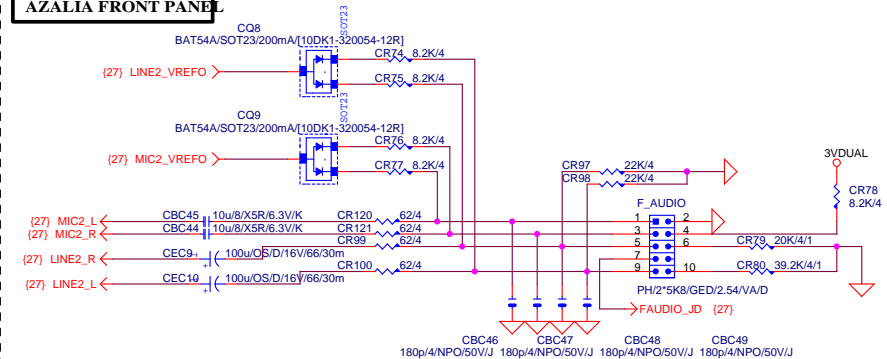 AZALIA FRONT PANEL
CQ8
BAT54A/SOT23/200mA/[10DK1-320054-12R]
SOT23
CR74 8.2K/4
{27} LINE2_VREFO
CR75 8.2K/4
CQ9
BAT54A/SOT23/200mA/[10DK1-320054-12R]
SOT23
CR76 8.2K/4
{27} MIC2_VREFO
CR77 8.2K/4
CR97 22K/4
CR98 22K/4
3VDUAL
CR78
8.2K/4
F_AUDIO
{27} MIC2_L CBC45 10u/8/X5R/6.3V/K CR120 62/4 1 2
{27} MIC2_R CBC44 10u/8/X5R/6.3V/K CR121 62/4 3 4
CR99 62/4 5 6 CR79 20K/4/1
{27} LINE2_R CEC9 100u/OS/D/16V/66/30m 7
CR100 62/4 9 10 CR80 39.2K/4/1
{27} LINE2_L CEC10 100u/OS/D/16V/66/30m
+
+
PH/2*5K8/GED/2.54/VA/D
FAUDIO_JD {27}
CBC46 CBC47 CBC48 CBC49
180p/4/NPO/50V/J 180p/4/NPO/50V/J 180p/4/NPO/50V/J 180p/4/NPO/50V/J